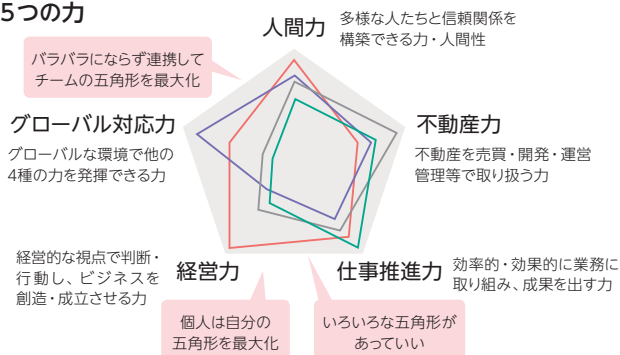 5つの力
人間力
多様な人たちと信頼関係を
構築できる力・人間性
バラバラにならず連携して
チームの五角形を最大化
グローバル対応力
グローバルな環境で他の
4種の力を発揮できる力
不動産力
不動産を売買・開発・運営
管理等で取り扱う力
経営的な視点で判断・
行動し、ビジネスを
創造・成立させる力
経営力
仕事推進力
効率的・効果的に業務に
取り組み、成果を出す力
個人は自分の
五角形を最大化
いろいろな五角形が
あっていい